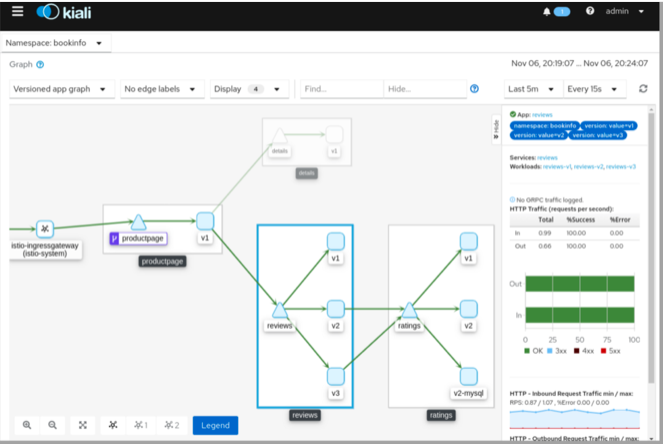 kiali
admin
Namespace: bookinfo
Graph
Nov 06, 20:19:07 ... Nov 06, 20:24:07
Versioned app graph
No edge labels
Display 4
Find...
Hide...
Last 5m
Every 15s
Hide
details
v1
details
istio-ingressgateway
(istio-system)
productpage
v1
productpage
reviews
v1
v2
v3
reviews
ratings
v1
v2
v2-mysql
ratings
1
2
Legend
App: reviews
namespace: bookinfo
version: value=v1
version: value=v2
version: value=v3
Services: reviews
Workloads: reviews-v1, reviews-v2, reviews-v3
No GRPC traffic logged.
HTTP Traffic (requests per second):
Total %Success %Error
In 0.99 100.00 0.00
Out 0.66 100.00 0.00
Out
In
0 25 50 75 100
OK 3xx 4xx 5xx
HTTP - Inbound Request Traffic min / max:
RPS: 0.87 / 1.07 , %Error 0.00 / 0.00
HTTP - Outbound Request Traffic min / max: